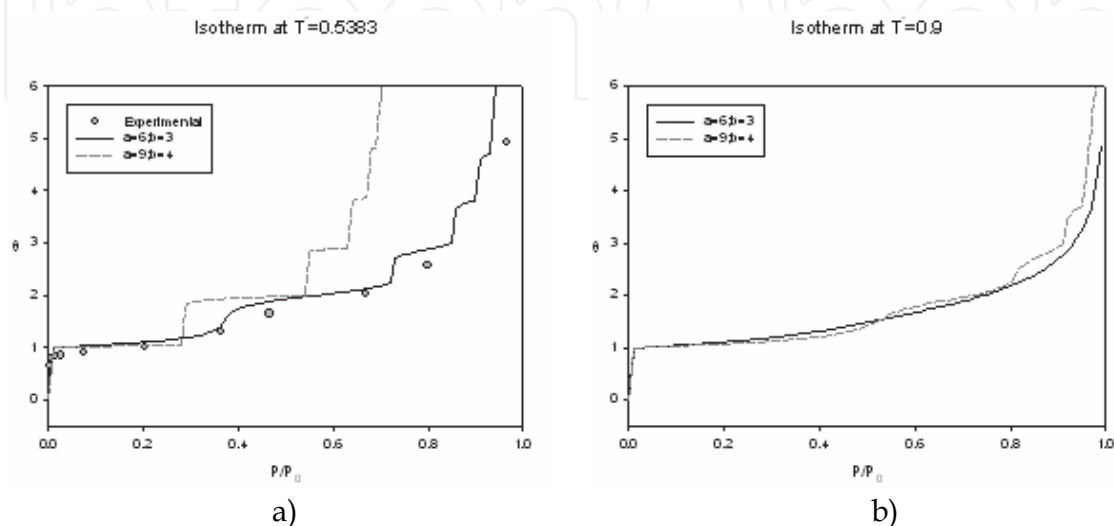 Isotherm at T=0.5383
6
5
4
3
2
1
0
θ
Experimental
a=6;b=3
a=9;b=4
0.0
0.2
0.4
0.6
0.8
1.0
P/P0
a)
Isotherm at T=0.9
6
5
4
3
2
1
0
θ
a=6;b=3
a=9;b=4
0.0
0.2
0.4
0.6
0.8
1.0
P/P0
b)